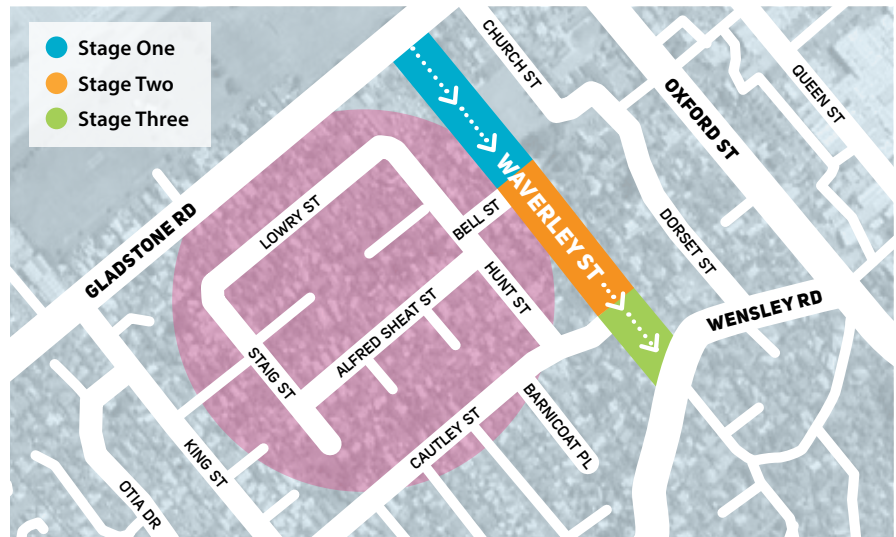 Stage One
Stage Two
Stage Three
CHURCH ST
OXFORD ST
QUEEN ST
GLADSTONE RD
LOWRY ST
BELL ST
WAVERLEY ST
DORSET ST
HUNT ST
WENSLEY RD
ALFRED SHEAT ST
STAIG ST
BARNICOAT PL
CAUTLEY ST
KING ST
OTIA DR